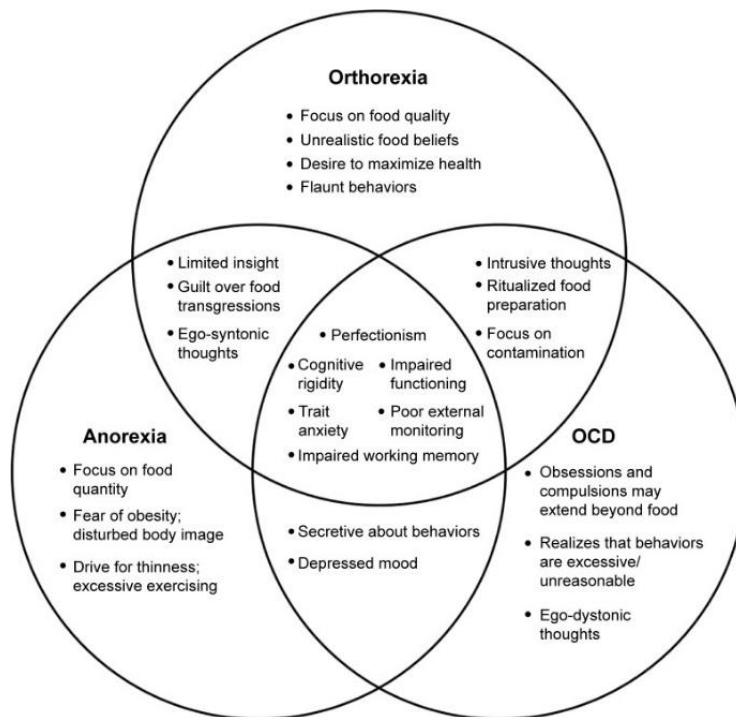 Orthorexia
• Focus on food quality
• Unrealistic food beliefs
• Desire to maximize health
• Flaunt behaviors
• Limited insight
• Guilt over food
transgressions
• Ego-syntonic
thoughts
• Intrusive thoughts
• Ritualized food
preparation
• Focus on
contamination
• Perfectionism
• Cognitive
rigidity
• Impaired
functioning
• Trait
anxiety
• Poor external
monitoring
• Impaired working memory
Anorexia
• Focus on food
quantity
• Fear of obesity;
disturbed body image
• Drive for thinness;
excessive exercising
• Secretive about behaviors
• Depressed mood
OCD
• Obsessions and
compulsions may
extend beyond food
• Realizes that behaviors
are excessive/
unreasonable
• Ego-dystonic
thoughts